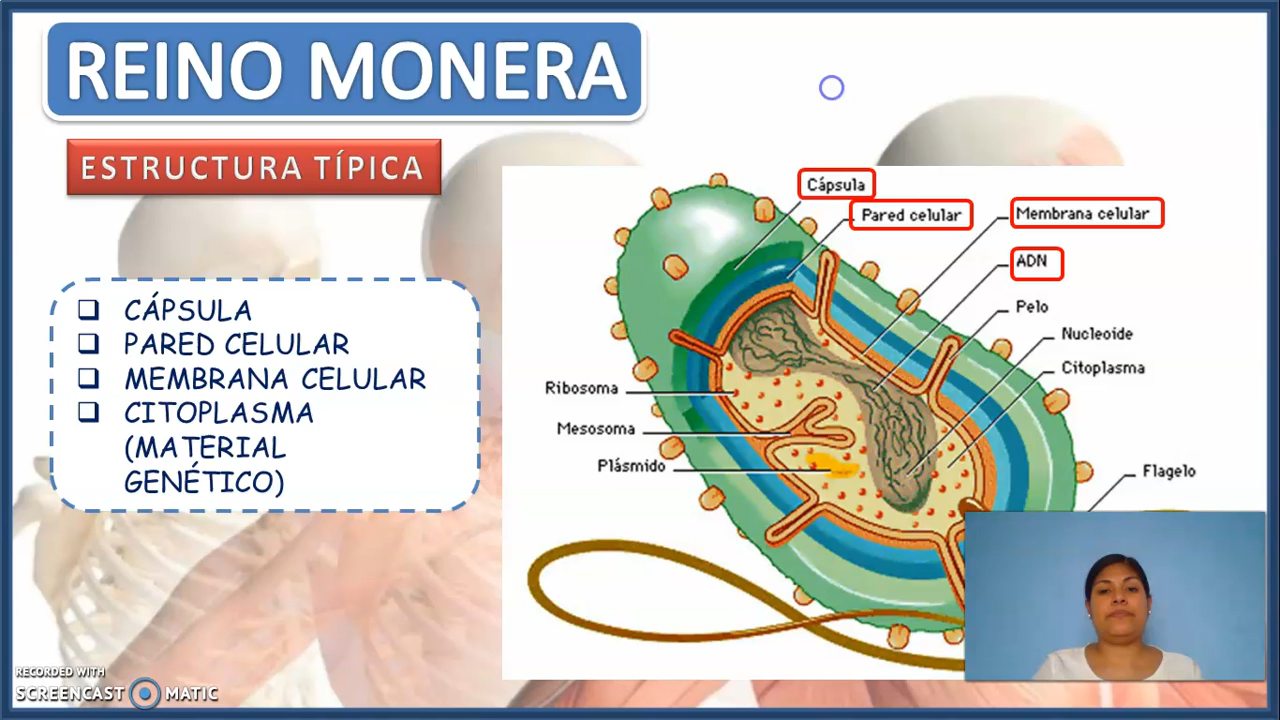 REINO MONERA
ESTRUCTURA TÍPICA
❑ CÁPSULA
❑ PARED CELULAR
❑ MEMBRANA CELULAR
❑ CITOPLASMA
(MATERIAL
GENÉTICO)
Cápsula
Pared celular
Membrana celular
ADN
Pelo
Nucleoide
Citoplasma
Ribosoma
Mesosoma
Plásmido
Flagelo
RECORDED WITH
SCREENCAST MATIC